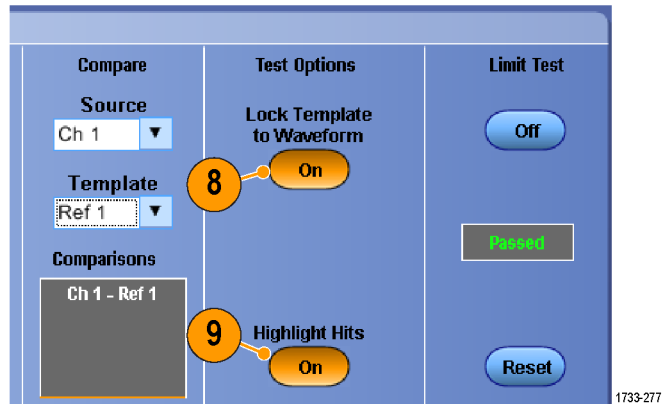 Compare
Source
Ch 1
Template
Ref 1
Comparisons
Ch 1 - Ref 1
Test Options
Lock Template
to Waveform
8
On
9
Highlight Hits
On
Limit Test
Off
Passed
Reset
1733-277